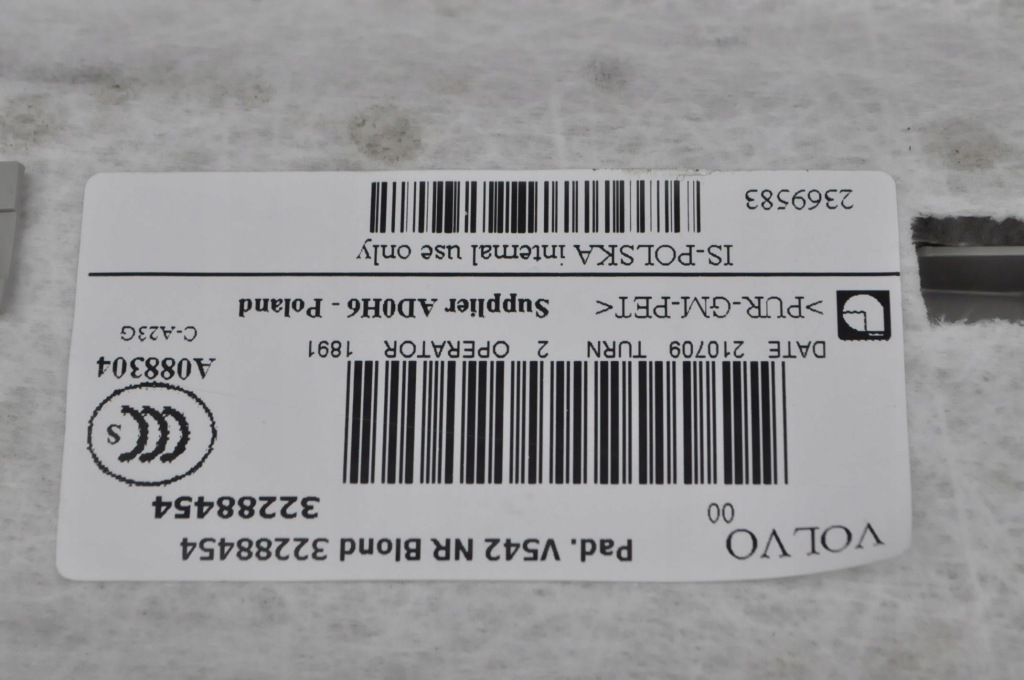 VOLVO
Pad. V542 NR Blond 32288454
00
32288454
S
DATE 210709 TURN 2 OPERATOR 1891
A088304
C-A23G
>PUR-GM-PET<
Supplier AD0H6 - Poland
IS-POLSKA internal use only
2369583